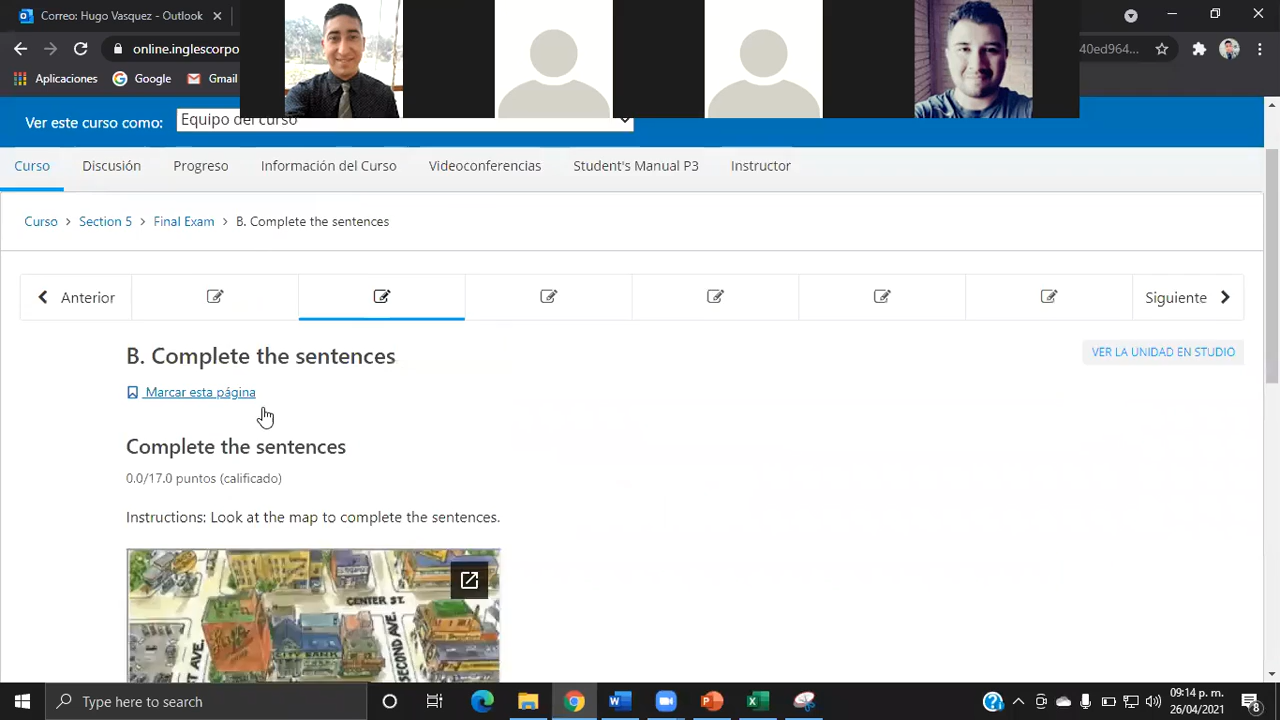 Correo: Hugo Vasquez - Outlook
online.inglescorpo
40ed964...
Aplicaciones
Google
Gmail
Ver este curso como:
Equipo del curso
Curso
Discusión
Progreso
Información del Curso
Videoconferencias
Student's Manual P3
Instructor
Curso > Section 5 > Final Exam > B. Complete the sentences
Anterior
Siguiente
B. Complete the sentences
VER LA UNIDAD EN STUDIO
Marcar esta página
Complete the sentences
0.0/17.0 puntos (calificado)
Instructions: Look at the map to complete the sentences.
CENTER ST.
CITY BANK
AVE.
SECOND AVE.
Type here to search
09:14 p. m.
26/04/2021
8